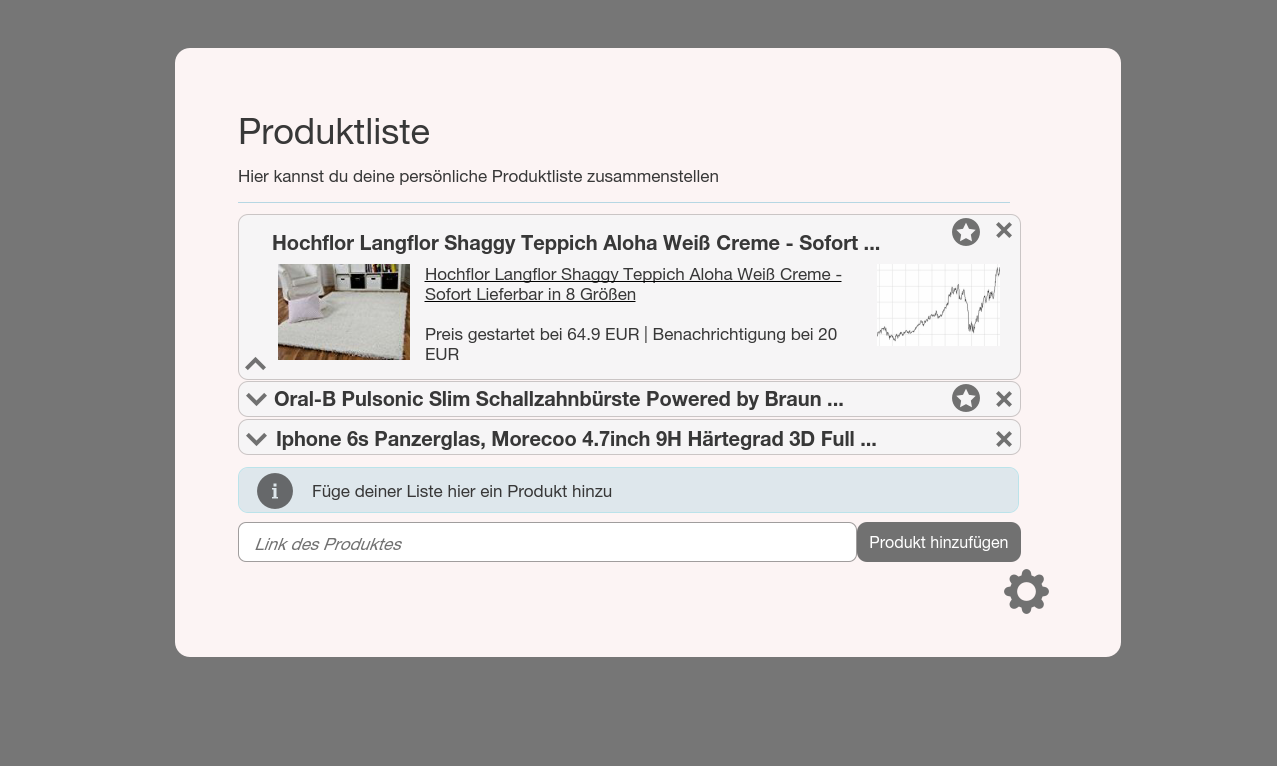 Produktliste
Hier kannst du deine persönliche Produktliste zusammenstellen
Hochflor Langflor Shaggy Teppich Aloha Weiß Creme - Sofort ...
Hochflor Langflor Shaggy Teppich Aloha Weiß Creme -
Sofort Lieferbar in 8 Größen
Preis gestartet bei 64.9 EUR | Benachrichtigung bei 20
EUR
Oral-B Pulsonic Slim Schallzahnbürste Powered by Braun ...
Iphone 6s Panzerglas, Morecoo 4.7inch 9H Härtegrad 3D Full ...
Füge deiner Liste hier ein Produkt hinzu
Link des Produktes
Produkt hinzufügen